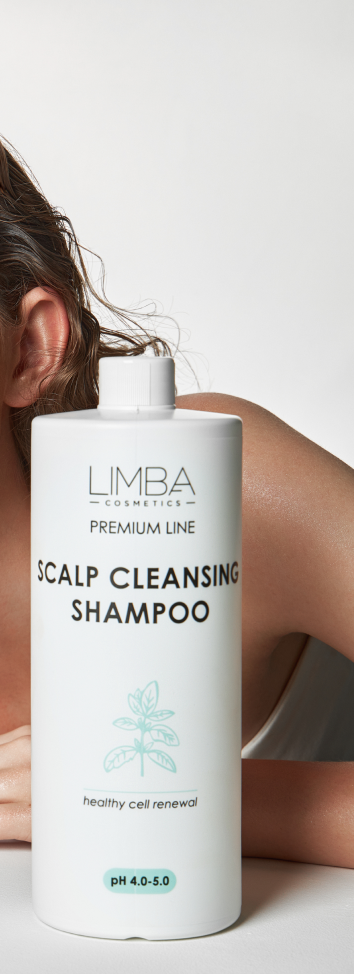 LIMBA
COSMETICS
PREMIUM LINE
SCALP CLEANSING
SHAMPOO
healthy cell renewal
pH 4.0-5.0